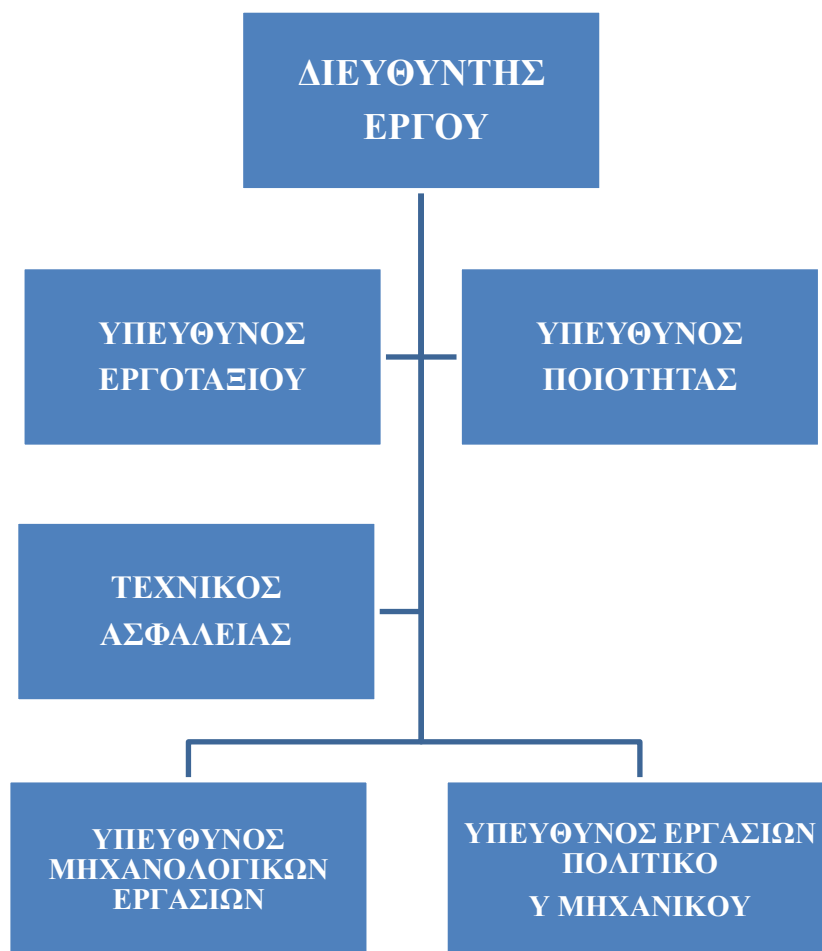 ΔΙΕΥΘΥΝΤΗΣ
ΕΡΓΟΥ
ΥΠΕΥΘΥΝΟΣ
ΕΡΓΟΤΑΞΙΟΥ
ΥΠΕΥΘΥΝΟΣ
ΠΟΙΟΤΗΤΑΣ
ΤΕΧΝΙΚΟΣ
ΑΣΦΑΛΕΙΑΣ
ΥΠΕΥΘΥΝΟΣ
ΜΗΧΑΝΟΛΟΓΙΚΩΝ
ΕΡΓΑΣΙΩΝ
ΥΠΕΥΘΥΝΟΣ ΕΡΓΑΣΙΩΝ
ΠΟΛΙΤΙΚΟ
Υ ΜΗΧΑΝΙΚΟΥ